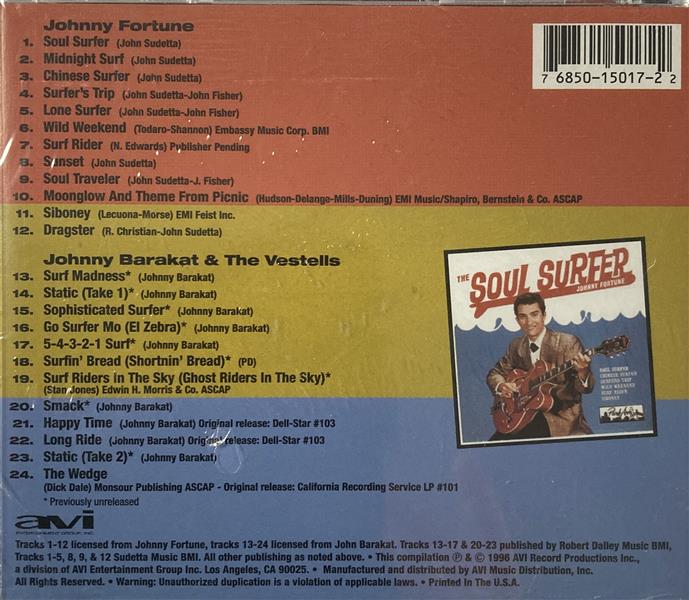 Johnny Fortune
1. Soul Surfer (John Sudetta)
2. Midnight Surf (John Sudetta)
3. Chinese Surfer (John Sudetta)
4. Surfer's Trip (John Sudetta-John Fisher)
5. Lone Surfer (John Sudetta-John Fisher)
6. Wild Weekend (Todaro-Shannon) Embassy Music Corp. BMI
7. Surf Rider (N. Edwards) Publisher Pending
8. Sunset (John Sudetta)
9. Soul Traveler (John Sudetta-J. Fisher)
10. Moonglow And Theme From Picnic (Hudson-Delange-Mills-Duning) EMI Music/Shapiro, Bernstein & Co. ASCAP
11. Siboney (Lecuona-Morse) EMI Feist Inc.
12. Dragster (R. Christian-John Sudetta)
7 6850-15017-2 2
Johnny Barakat & The Vestells
13. Surf Madness* (Johnny Barakat)
14. Static (Take 1)* (Johnny Barakat)
15. Sophisticated Surfer* (Johnny Barakat)
16. Go Surfer Mo (El Zebra)* (Johnny Barakat)
17. 5-4-3-2-1 Surf* (Johnny Barakat)
18. Surfin' Bread (Shortnin' Bread)* (PD)
19. Surf Riders in The Sky (Ghost Riders In The Sky)*
(Stan Jones) Edwin H. Morris & Co. ASCAP
20. Smack* (Johnny Barakat)
21. Happy Time (Johnny Barakat) Original release: Dell-Star #103
22. Long Ride (Johnny Barakat) Original release: Dell-Star #103
23. Static (Take 2)* (Johnny Barakat)
24. The Wedge
(Dick Dale) Monsour Publishing ASCAP - Original release: California Recording Service LP #101
* Previously unreleased
THE SOUL SURFER
JOHNNY FORTUNE
SOUL SURFER
CHINESE SURFER
SURFERS TRIP
WILD WEEKEND
SURF RIDER
SIBONEY
avi
ENTERTAINMENT GROUP, INC.
Tracks 1-12 licensed from Johnny Fortune, tracks 13-24 licensed from John Barakat. Tracks 13-17 & 20-23 published by Robert Dalley Music BMI,
Tracks 1-5, 8, 9, & 12 Sudetta Music BMI. All other publishing as noted above. • This compilation ℗ & © 1996 AVI Record Productions Inc.,
a division of AVI Entertainment Group Inc. Los Angeles, CA 90025. • Manufactured and distributed by AVI Music Distribution, Inc.
All Rights Reserved. • Warning: Unauthorized duplication is a violation of applicable laws. • Printed In The U.S.A.